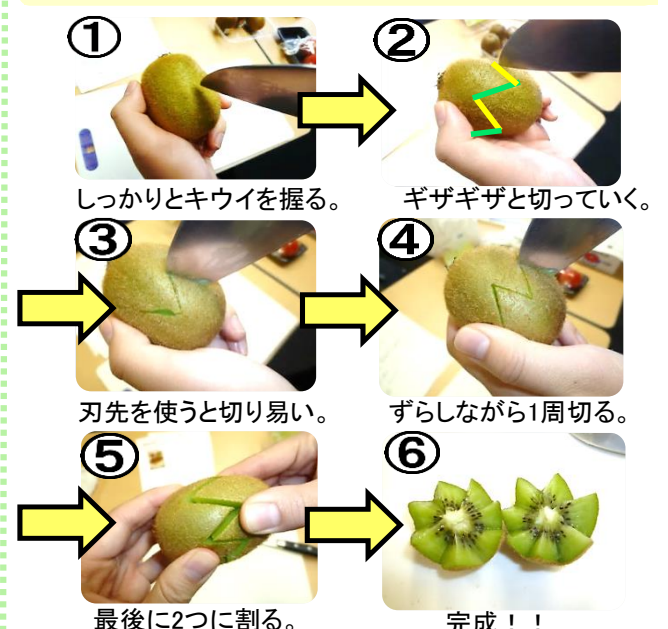 ①
②
しっかりとキウイを握る。
ギザギザと切っていく。
③
④
刃先を使うと切り易い。
ずらしながら1周切る。
⑤
⑥
最後に2つに割る。
完成！！